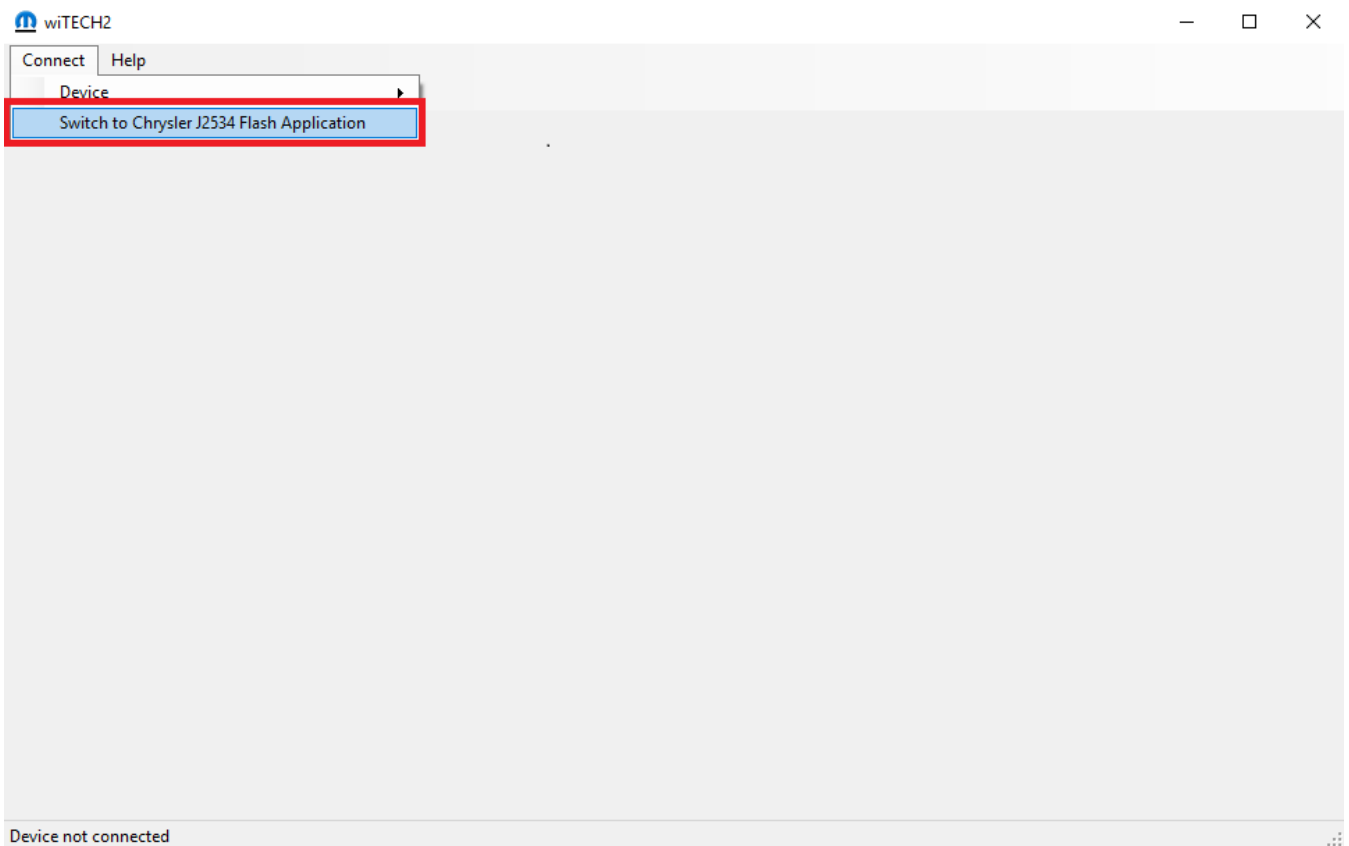 wiTECH2
Connect Help
Device
Switch to Chrysler J2534 Flash Application
Device not connected